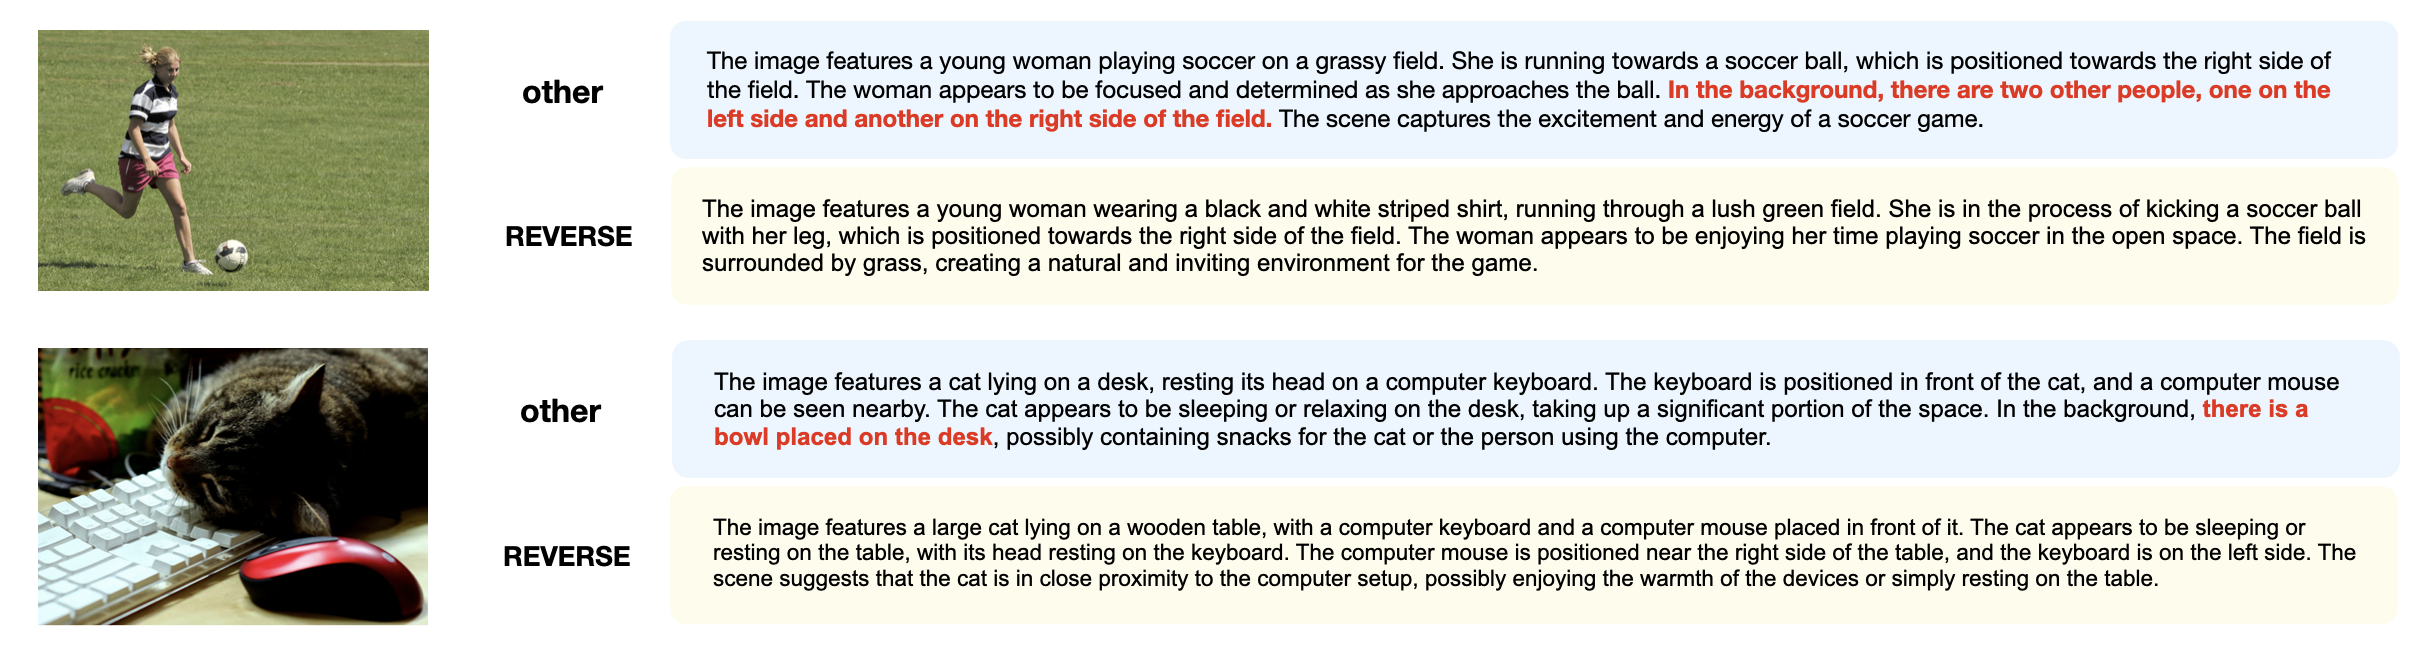 other
The image features a young woman playing soccer on a grassy field. She is running towards a soccer ball, which is positioned towards the right side of
the field. The woman appears to be focused and determined as she approaches the ball. In the background, there are two other people, one on the
left side and another on the right side of the field. The scene captures the excitement and energy of a soccer game.
REVERSE
The image features a young woman wearing a black and white striped shirt, running through a lush green field. She is in the process of kicking a soccer ball
with her leg, which is positioned towards the right side of the field. The woman appears to be enjoying her time playing soccer in the open space. The field is
surrounded by grass, creating a natural and inviting environment for the game.
rice cracker
other
The image features a cat lying on a desk, resting its head on a computer keyboard. The keyboard is positioned in front of the cat, and a computer mouse
can be seen nearby. The cat appears to be sleeping or relaxing on the desk, taking up a significant portion of the space. In the background, there is a
bowl placed on the desk, possibly containing snacks for the cat or the person using the computer.
REVERSE
The image features a large cat lying on a wooden table, with a computer keyboard and a computer mouse placed in front of it. The cat appears to be sleeping or
resting on the table, with its head resting on the keyboard. The computer mouse is positioned near the right side of the table, and the keyboard is on the left side. The
scene suggests that the cat is in close proximity to the computer setup, possibly enjoying the warmth of the devices or simply resting on the table.